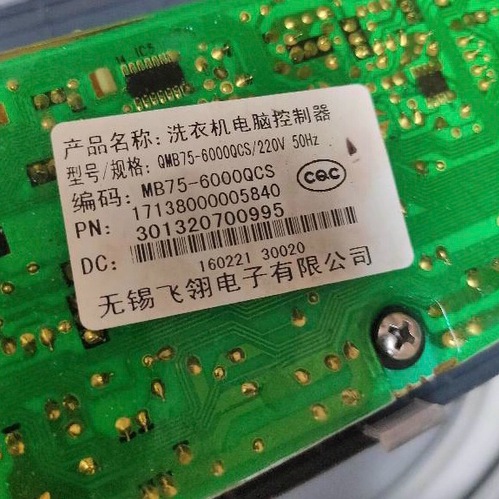 IC5
产品名称: 洗衣机电脑控制器
型号/规格: QMB75-6000QCS/220V 50Hz
MB75-6000QCS
编码: 17138000005840
PN: 301320700995
CQC
DC: 160221 30020
无锡飞翎电子有限公司